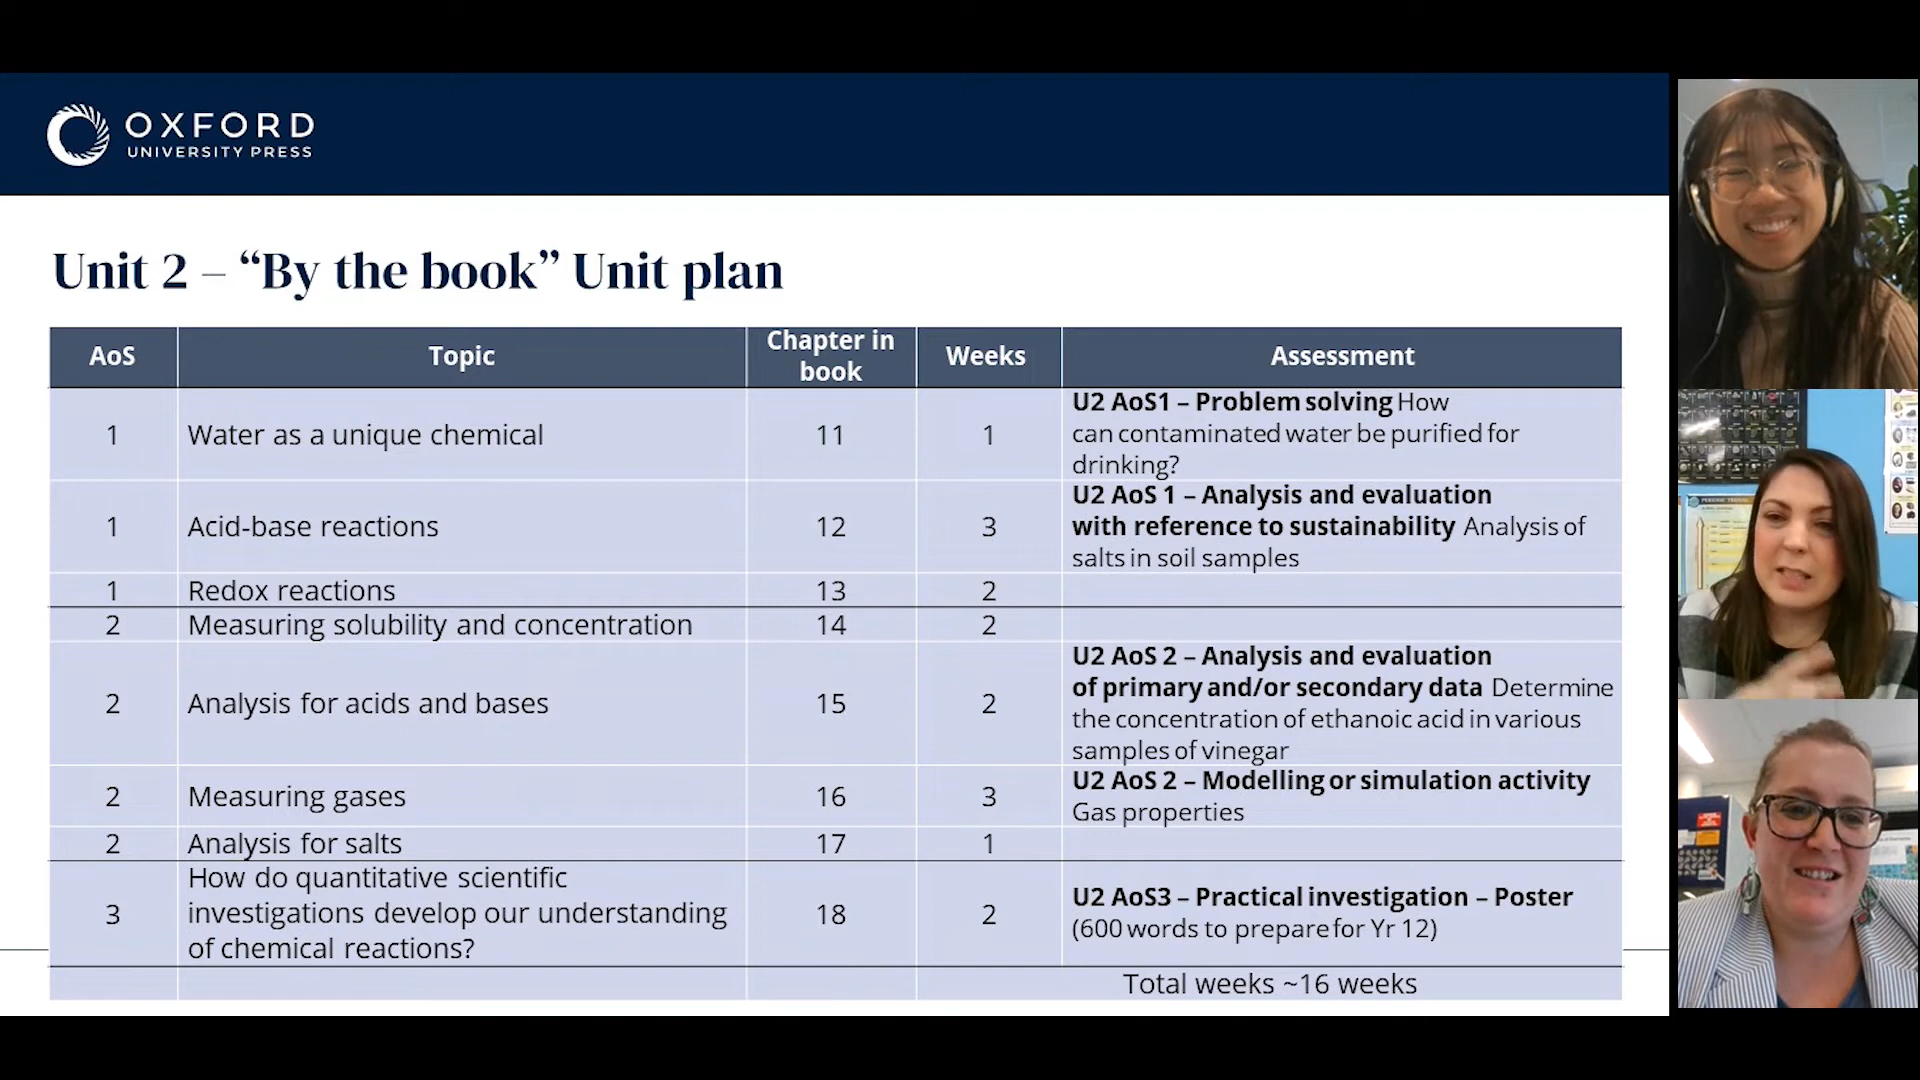 OXFORD
UNIVERSITY PRESS
Unit 2 – “By the book” Unit plan
AoS
Topic
Chapter in
book
Weeks
Assessment
1
Water as a unique chemical
11
1
U2 AoS1 – Problem solving How
can contaminated water be purified for
drinking?
1
Acid-base reactions
12
3
U2 AoS 1 – Analysis and evaluation
with reference to sustainability Analysis of
salts in soil samples
1
Redox reactions
13
2
2
Measuring solubility and concentration
14
2
2
Analysis for acids and bases
15
2
U2 AoS 2 – Analysis and evaluation
of primary and/or secondary data Determine
the concentration of ethanoic acid in various
samples of vinegar
2
Measuring gases
16
3
U2 AoS 2 – Modelling or simulation activity
Gas properties
2
Analysis for salts
17
1
3
How do quantitative scientific
investigations develop our understanding
of chemical reactions?
18
2
U2 AoS3 – Practical investigation – Poster
(600 words to prepare for Yr 12)
Total weeks ~16 weeks